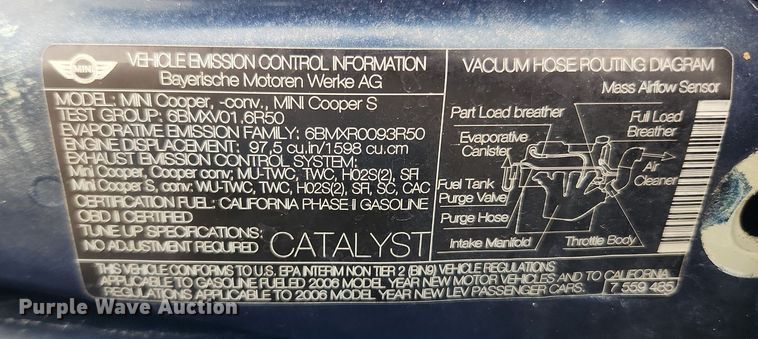 MINI
VEHICLE EMISSION CONTROL INFORMATION
Bayerische Motoren Werke AG
MODEL: MINI Cooper, -conv., MINI Cooper S
TEST GROUP: 6BMXV01.6R50
EVAPORATIVE EMISSION FAMILY: 6BMXR0093R50
ENGINE DISPLACEMENT: 97,5 cu.in/1598 cu.cm
EXHAUST EMISSION CONTROL SYSTEM:
Mini Cooper, Cooper conv; MU-TWC, TWC, HO2S(2), SFI
Mini Cooper S, conv: WU-TWC, TWC, HO2S(2), SFI, SC, CAC
CERTIFICATION FUEL: CALIFORNIA PHASE II GASOLINE
OBD II CERTIFIED
TUNE UP SPECIFICATIONS:
NO ADJUSTMENT REQUIRED
CATALYST
VACUUM HOSE ROUTING DIAGRAM
Mass Airflow Sensor
Part Load breather
Full Load
Breather
Evaporative
Canister
Air
Cleaner
Fuel Tank
Purge Valve
Purge Hose
Intake Manifold
Throttle Body
THIS VEHICLE CONFORMS TO U.S. EPA INTERIM NON TIER 2 (BIN9) VEHICLE REGULATIONS
APPLICABLE TO GASOLINE FUELED 2006 MODEL YEAR NEW MOTOR VEHICLES AND TO CALIFORNIA
REGULATIONS APPLICABLE TO 2006 MODEL YEAR NEW LEV PASSENGER CARS.
7 559 485
Purple Wave Auction